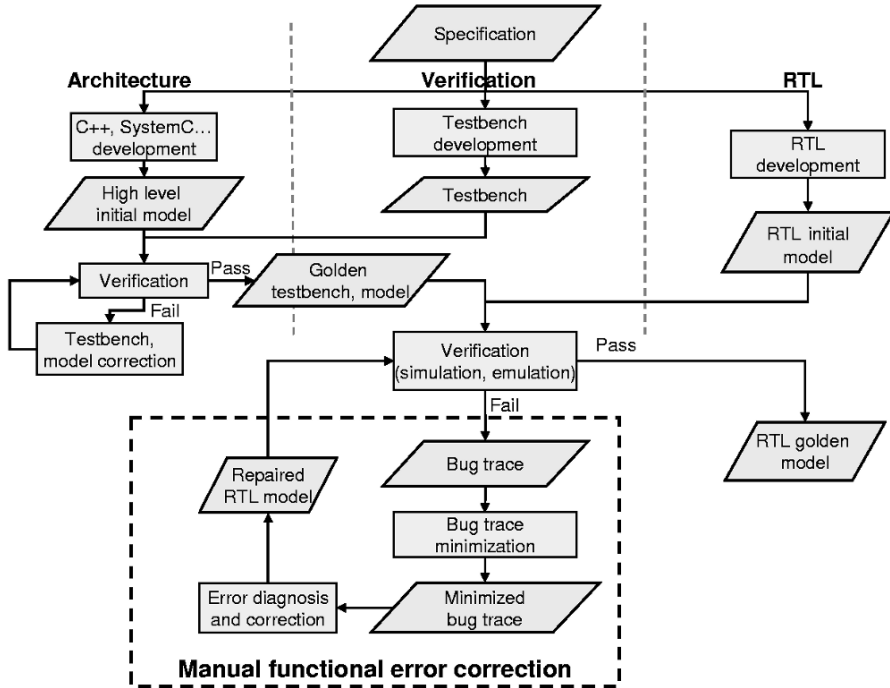 Specification
Architecture
Verification
RTL
C++, SystemC...
development
Testbench
development
RTL
development
High level
initial model
Testbench
RTL initial
model
Verification
Pass
Golden
testbench, model
Fail
Testbench,
model correction
Verification
(simulation, emulation)
Pass
Fail
RTL golden
model
Bug trace
Repaired
RTL model
Bug trace
minimization
Error diagnosis
and correction
Minimized
bug trace
Manual functional error correction